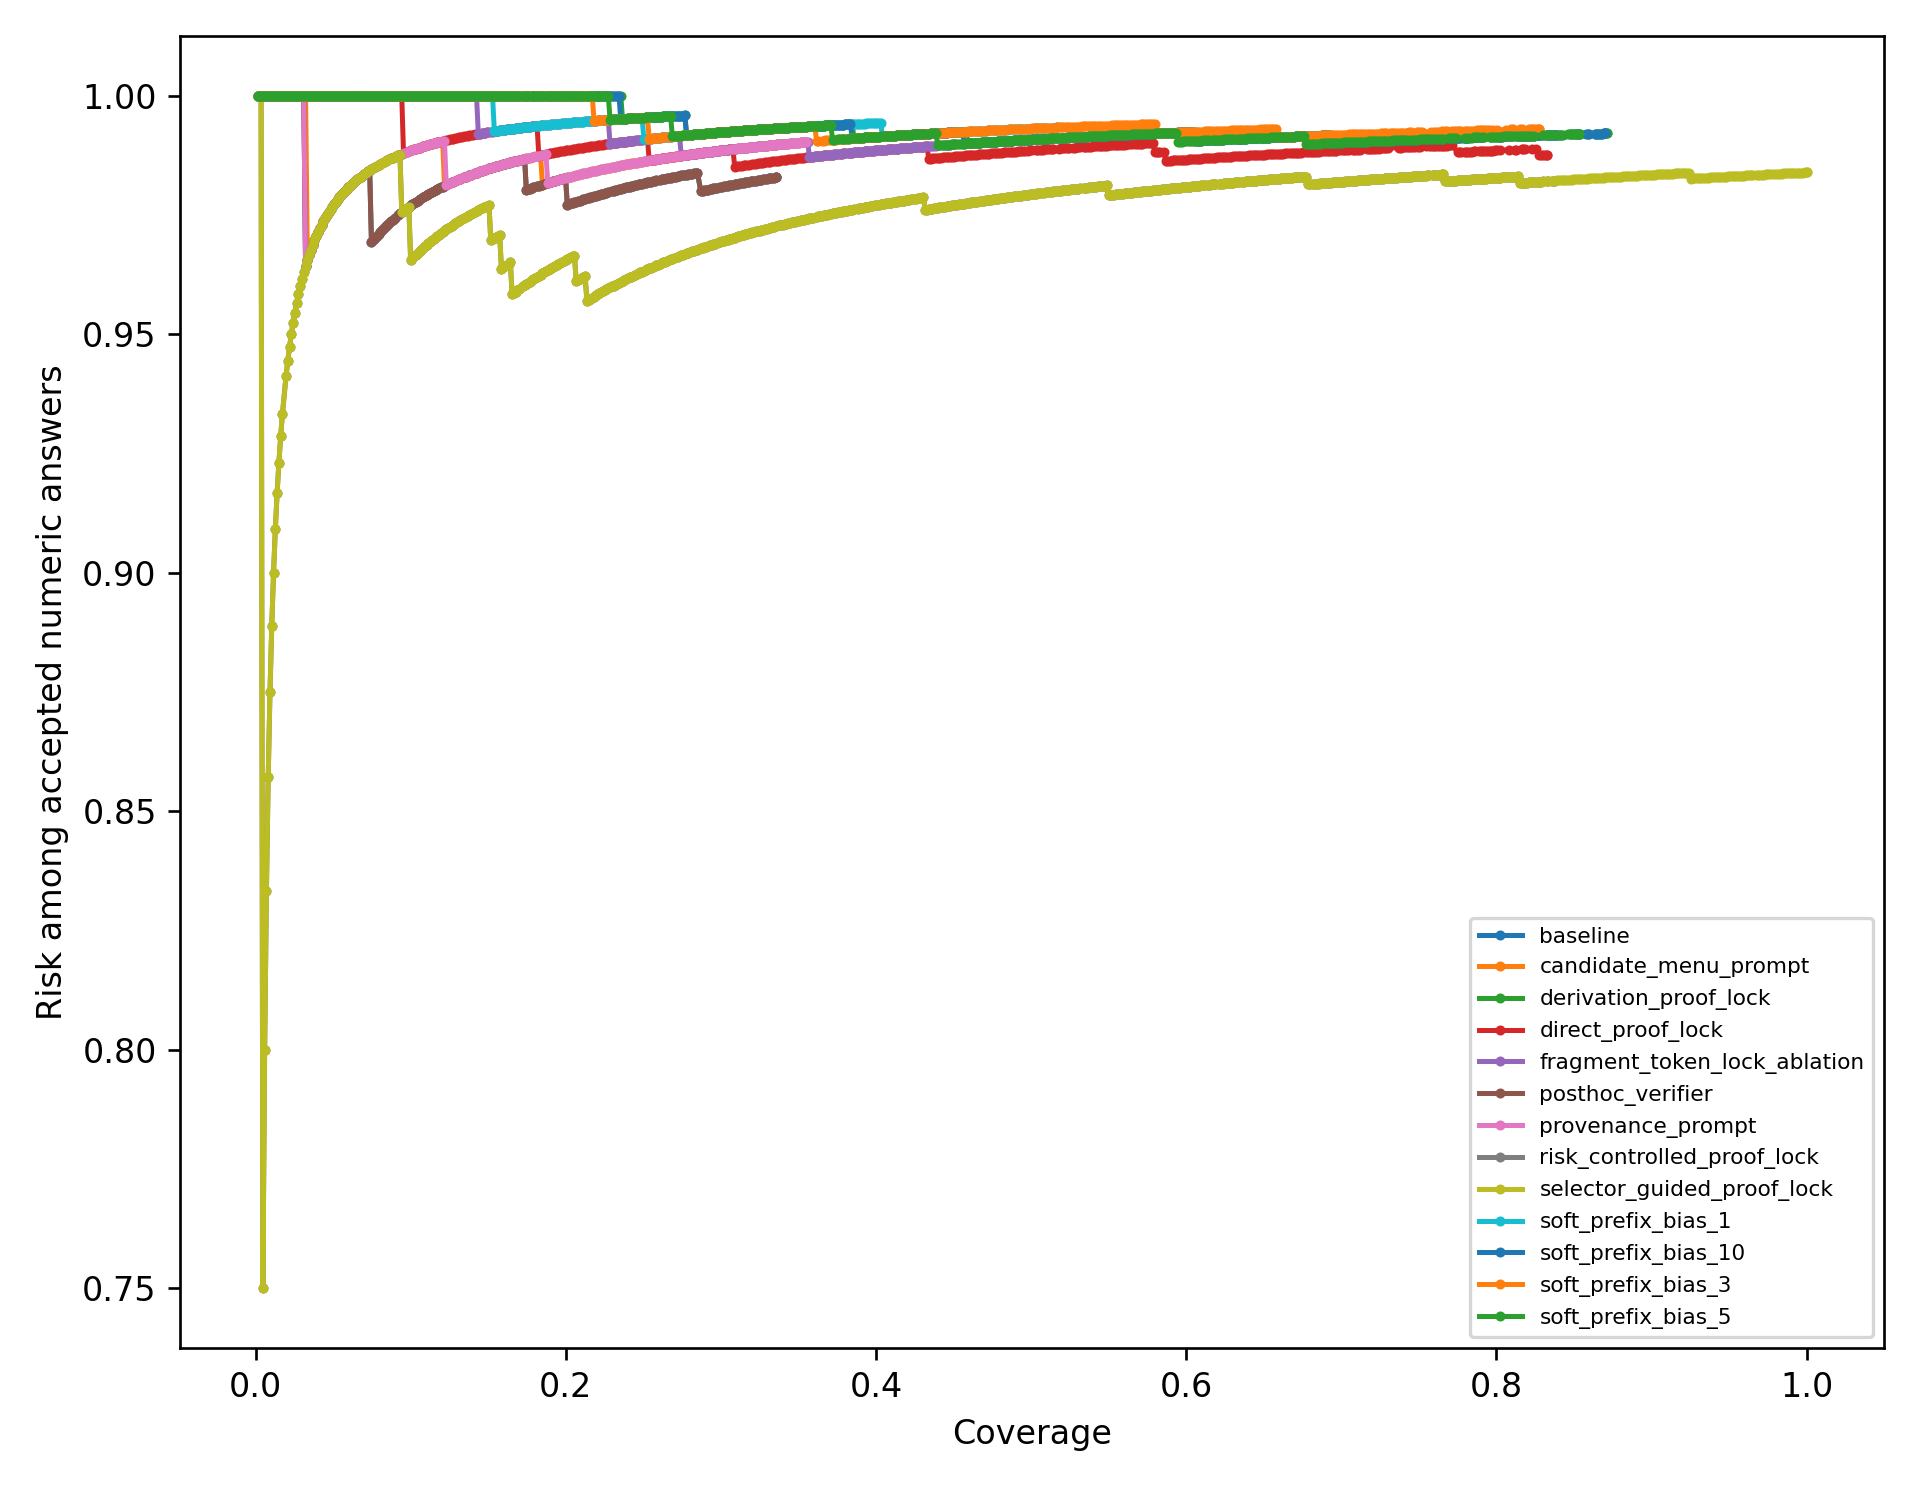 Risk among accepted numeric answers
1.00
0.95
0.90
0.85
0.80
0.75
0.0
0.2
0.4
0.6
0.8
1.0
Coverage
baseline
candidate_menu_prompt
derivation_proof_lock
direct_proof_lock
fragment_token_lock_ablation
posthoc_verifier
provenance_prompt
risk_controlled_proof_lock
selector_guided_proof_lock
soft_prefix_bias_1
soft_prefix_bias_10
soft_prefix_bias_3
soft_prefix_bias_5